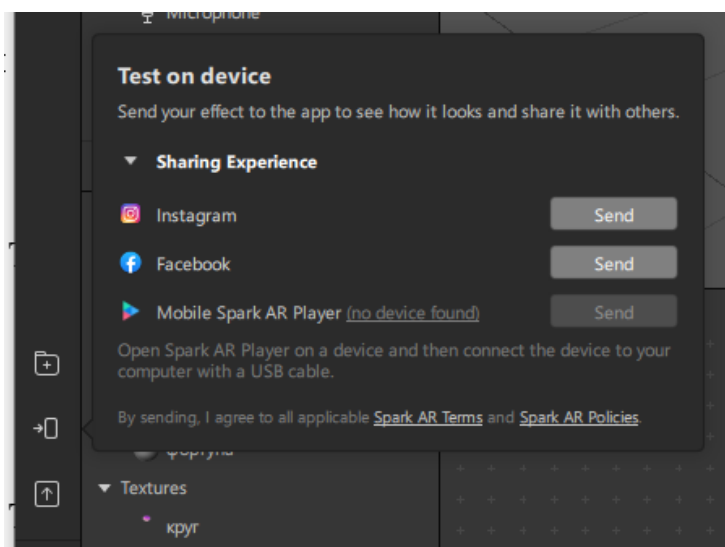 Microphone
Test on device
Send your effect to the app to see how it looks and share it with others.
Sharing Experience
Instagram Send
Facebook Send
Mobile Spark AR Player (no device found) Send
Open Spark AR Player on a device and then connect the device to your
computer with a USB cable.
By sending, I agree to all applicable Spark AR Terms and Spark AR Policies.
фортуна
Textures
круг